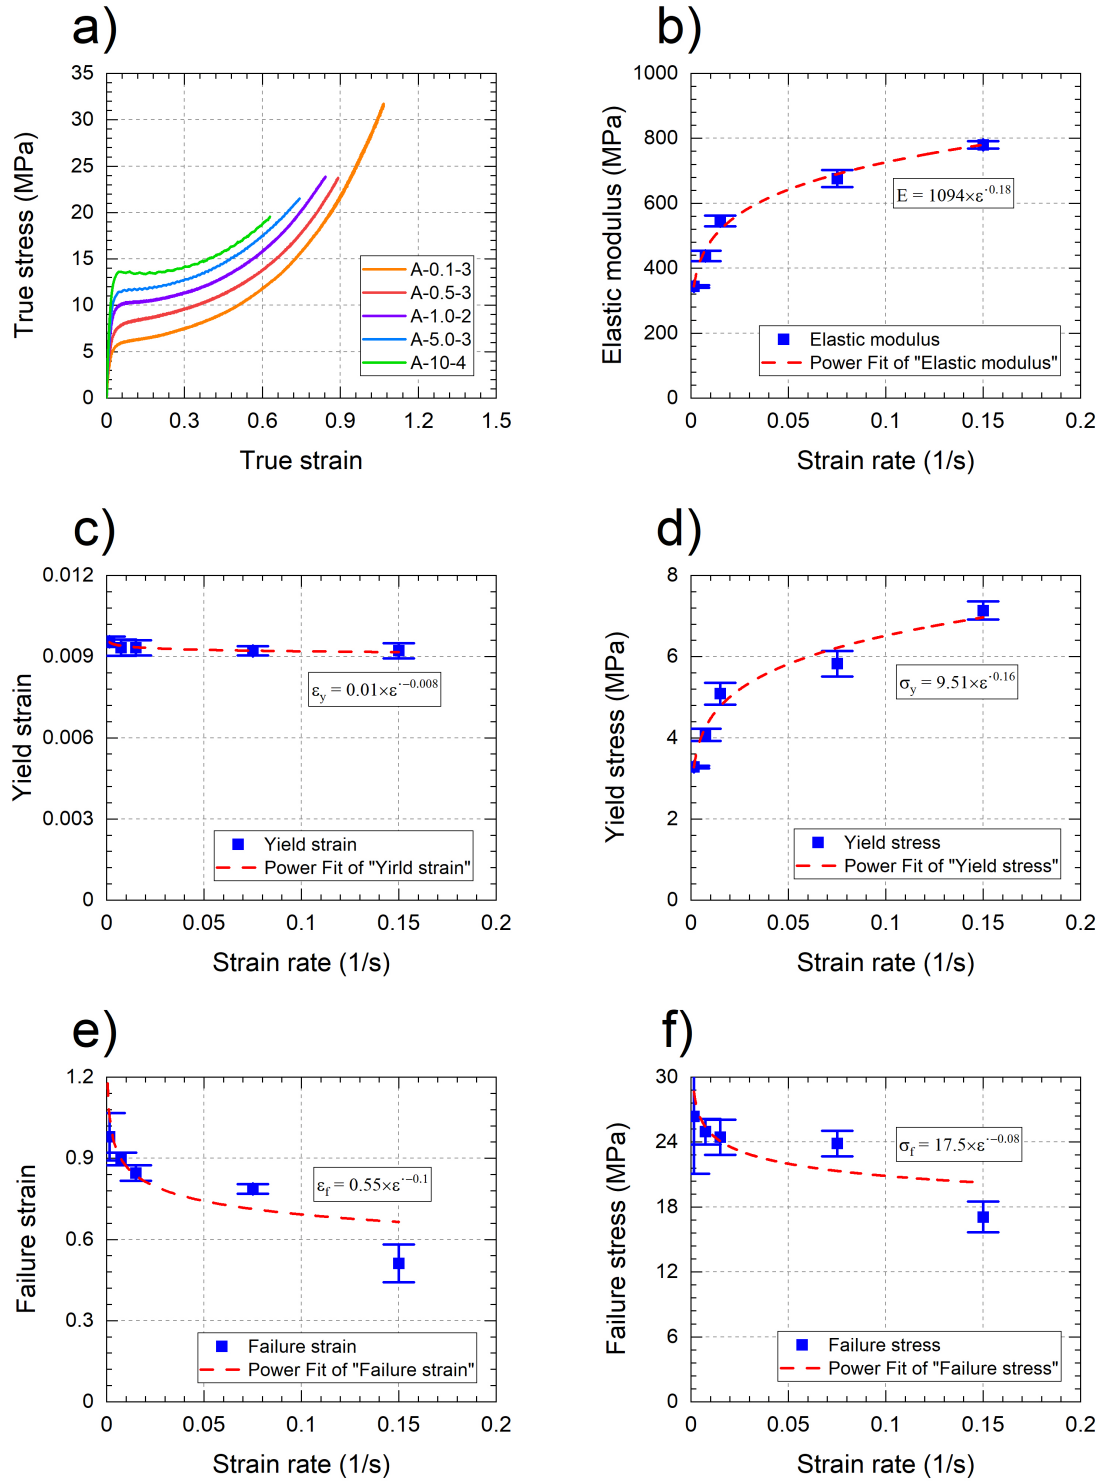 a)
True stress (MPa)
35
30
25
20
15
10
5
0
0 0.3 0.6 0.9 1.2 1.5
True strain
A-0.1-3
A-0.5-3
A-1.0-2
A-5.0-3
A-10-4
b)
Elastic modulus (MPa)
1000
800
600
400
200
0
0 0.05 0.1 0.15 0.2
Strain rate (1/s)
E = 1094×ε^{·0.18}
Elastic modulus
Power Fit of "Elastic modulus"
c)
Yield strain
0.012
0.009
0.006
0.003
0
0 0.05 0.1 0.15 0.2
Strain rate (1/s)
ε_y = 0.01×ε^{·−0.008}
Yield strain
Power Fit of "Yirld strain"
d)
Yield stress (MPa)
8
6
4
2
0
0 0.05 0.1 0.15 0.2
Strain rate (1/s)
σ_y = 9.51×ε^{·0.16}
Yield stress
Power Fit of "Yield stress"
e)
Failure strain
1.2
0.9
0.6
0.3
0
0 0.05 0.1 0.15 0.2
Strain rate (1/s)
ε_f = 0.55×ε^{·−0.1}
Failure strain
Power Fit of "Failure strain"
f)
Failure stress (MPa)
30
24
18
12
6
0
0 0.05 0.1 0.15 0.2
Strain rate (1/s)
σ_f = 17.5×ε^{·−0.08}
Failure stress
Power Fit of "Failure stress"